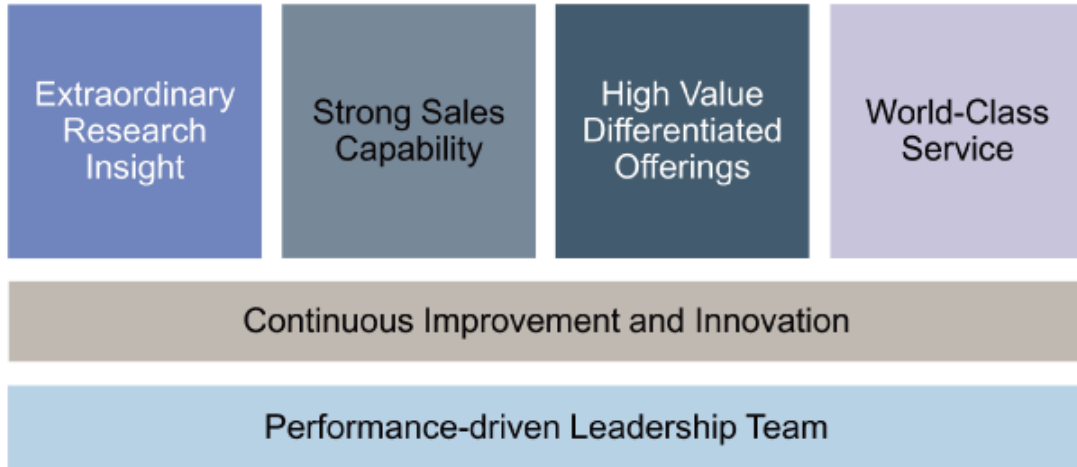 Extraordinary
Research
Insight
Strong Sales
Capability
High Value
Differentiated
Offerings
World-Class
Service
Continuous Improvement and Innovation
Performance-driven Leadership Team